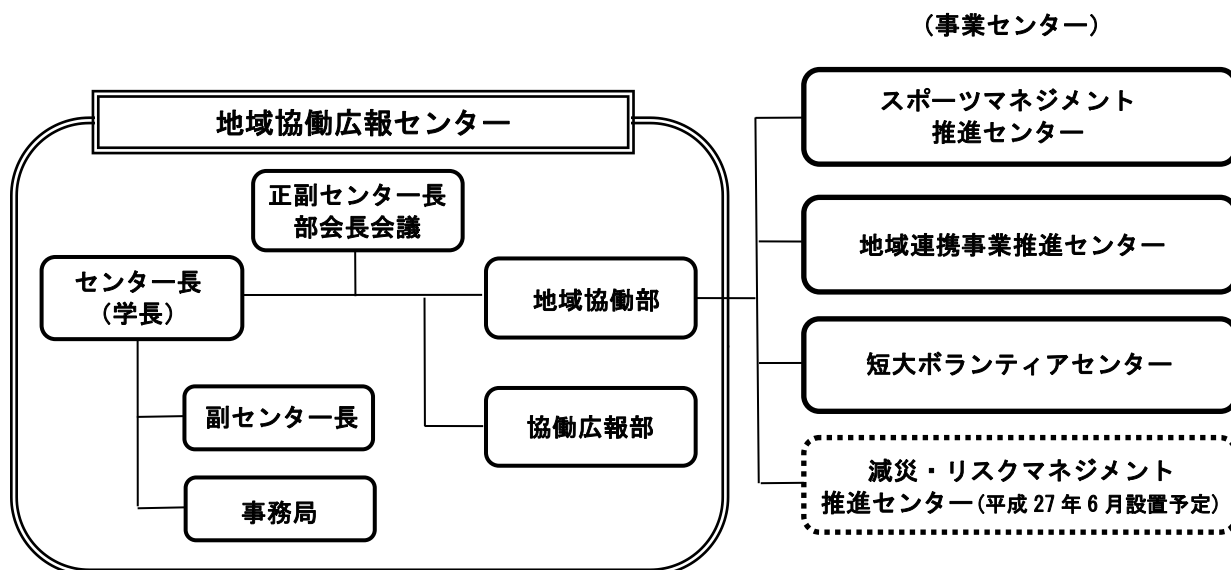 (事業センター)
地域協働広報センター
正副センター長
部会長会議
センター長
(学長)
副センター長
事務局
地域協働部
協働広報部
スポーツマネジメント
推進センター
地域連携事業推進センター
短大ボランティアセンター
減災・リスクマネジメント
推進センター(平成27年6月設置予定)